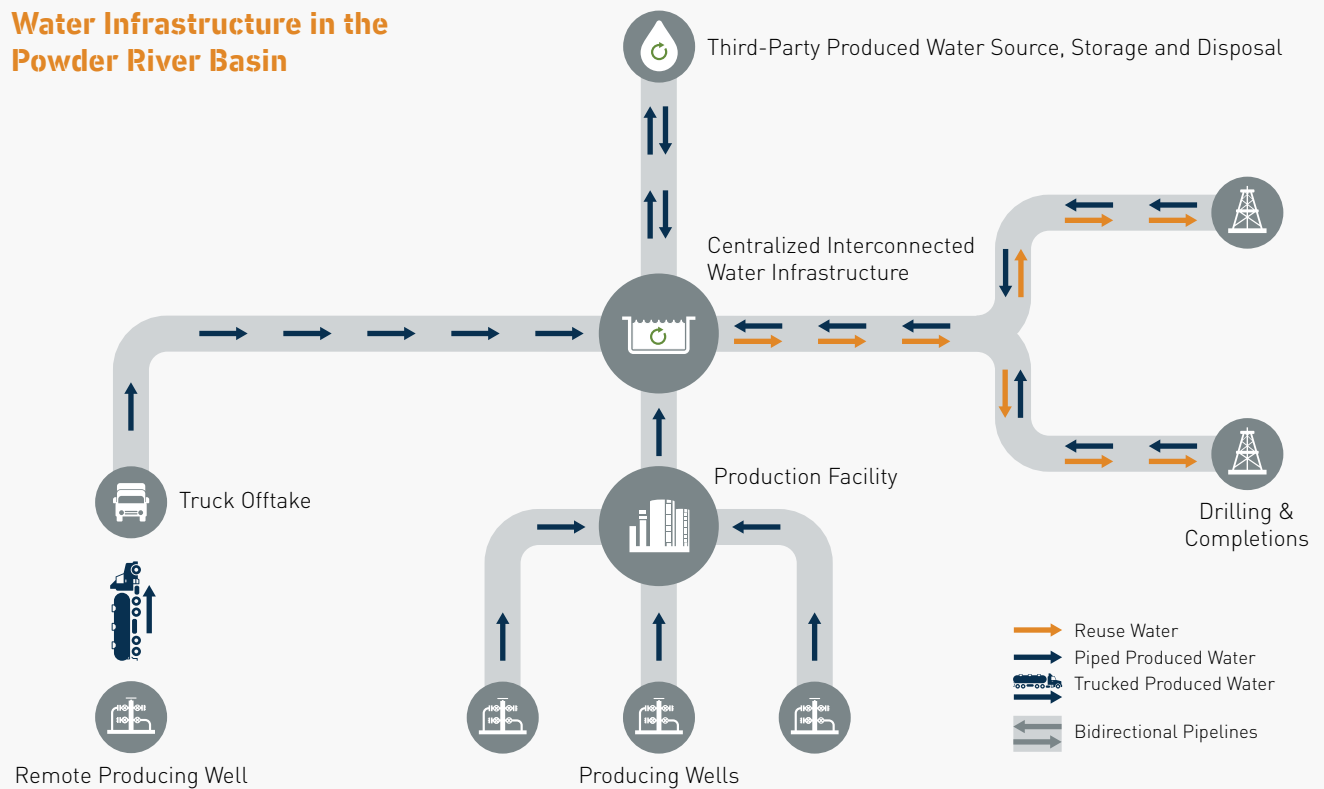 Water Infrastructure in the
Powder River Basin
Third-Party Produced Water Source, Storage and Disposal
Centralized Interconnected
Water Infrastructure
Production Facility
Truck Offtake
Drilling &
Completions
Reuse Water
Piped Produced Water
Trucked Produced Water
Bidirectional Pipelines
Remote Producing Well
Producing Wells